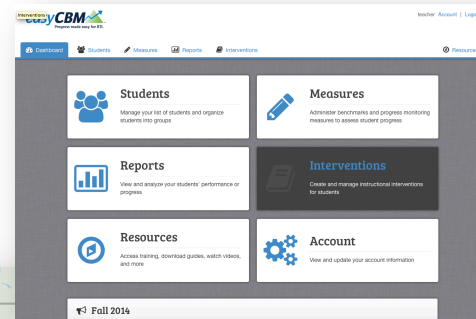 Interventions
easyCBM
Progress made easy for RTI.
teacher Account | Logo
Dashboard Students Measures Reports Interventions Resource
Students
Manage your list of students and organize
students into groups
Measures
Administer benchmarks and progress monitoring
measures to assess student progress
Reports
View and analyze your students' performance or
progress
Interventions
Create and manage instructional interventions
for students
Resources
Access training, download guides, watch videos,
and more
Account
View and update your account information
Fall 2014